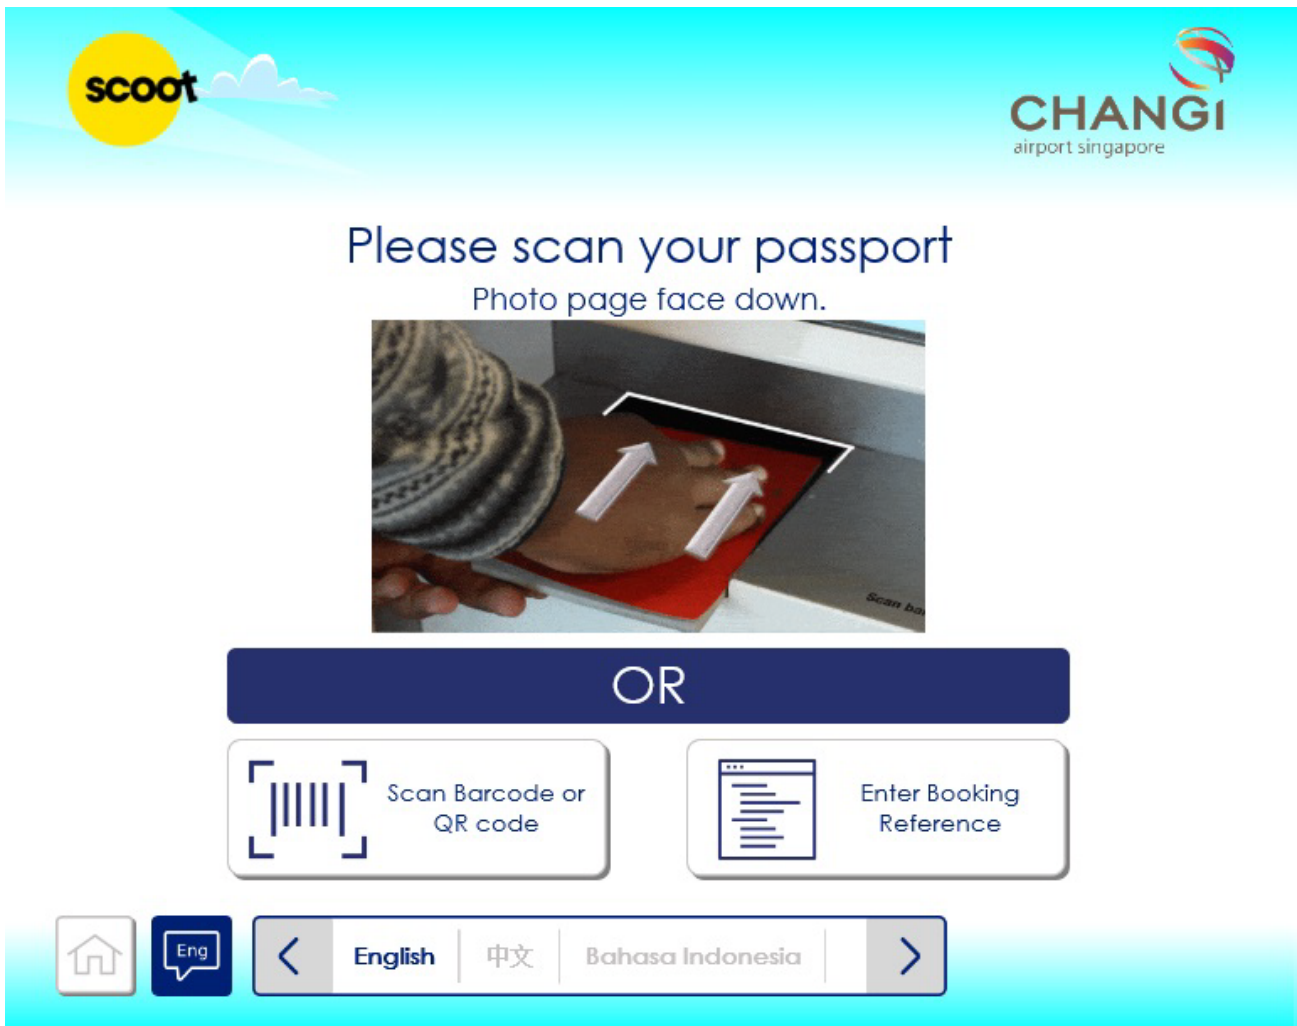 scoot
CHANGI
airport singapore
Please scan your passport
Photo page face down.
Scan
OR
Scan Barcode or
QR code
Enter Booking
Reference
Eng
English
中文
Bahasa Indonesia